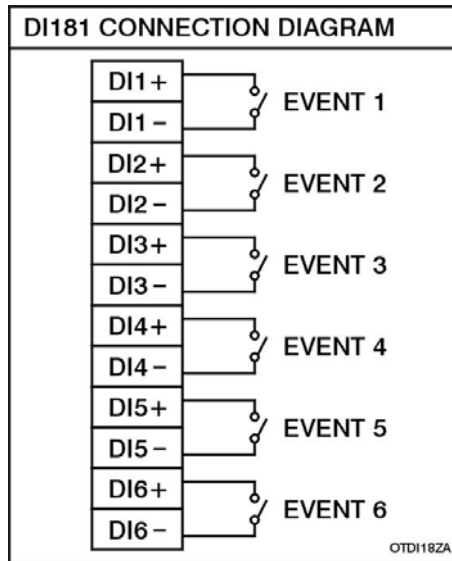 DI181 CONNECTION DIAGRAM
DI1+
EVENT 1
DI1−
DI2+
EVENT 2
DI2−
DI3+
EVENT 3
DI3−
DI4+
EVENT 4
DI4−
DI5+
EVENT 5
DI5−
DI6+
EVENT 6
DI6−
OTDI18ZA